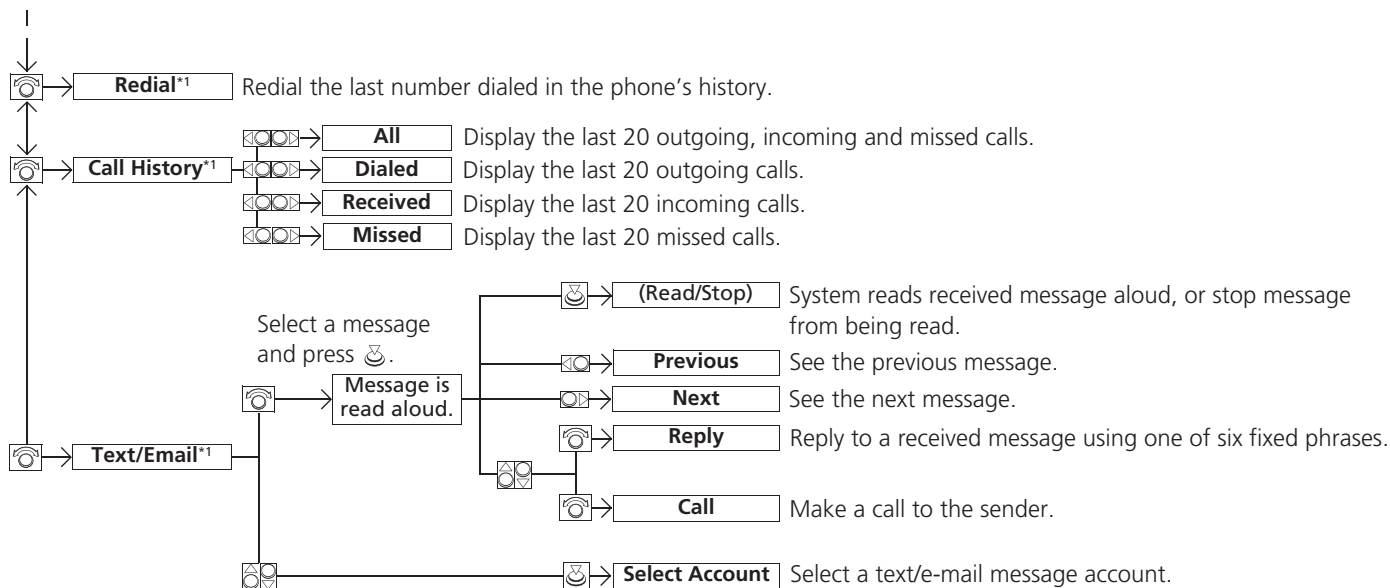 Redial*1 Redial the last number dialed in the phone’s history.
Call History*1
All Display the last 20 outgoing, incoming and missed calls.
Dialed Display the last 20 outgoing calls.
Received Display the last 20 incoming calls.
Missed Display the last 20 missed calls.
Text/Email*1
Select a message
and press .
Message is
read aloud.
(Read/Stop) System reads received message aloud, or stop message
from being read.
Previous See the previous message.
Next See the next message.
Reply Reply to a received message using one of six fixed phrases.
Call Make a call to the sender.
Select Account Select a text/e-mail message account.